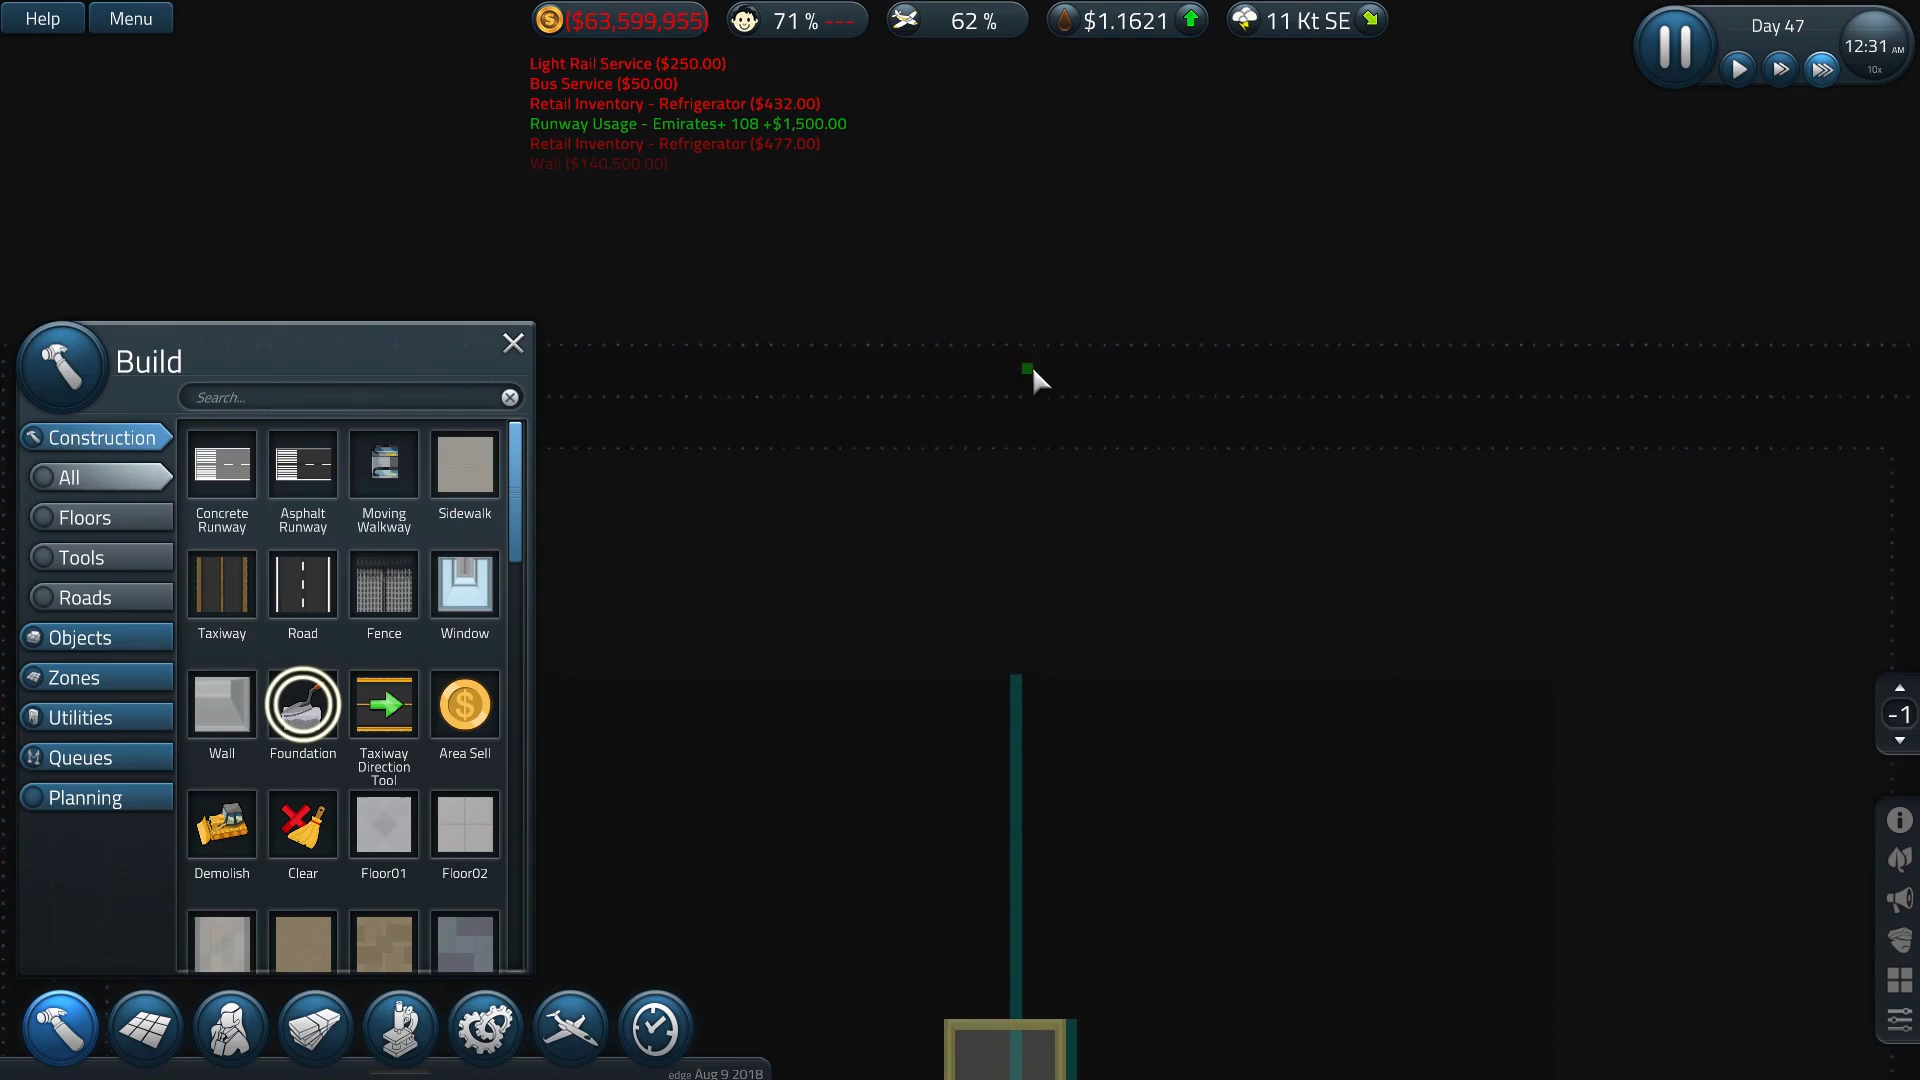 Help
Menu
($63,599,955)
71 % ---
62 %
$1.1621
11 Kt SE
Day 47
12:31 AM
10x
Light Rail Service ($250.00)
Bus Service ($50.00)
Retail Inventory - Refrigerator ($432.00)
Runway Usage - Emirates+ 108 +$1,500.00
Retail Inventory - Refrigerator ($477.00)
Wall ($140,500.00)
Build
Search...
Construction
All
Floors
Tools
Roads
Objects
Zones
Utilities
Queues
Planning
Concrete
Runway
Asphalt
Runway
Moving
Walkway
Sidewalk
Taxiway
Road
Fence
Window
Wall
Foundation
Taxiway
Direction
Tool
Area Sell
Demolish
Clear
Floor01
Floor02
-1
edge Aug 9 2018